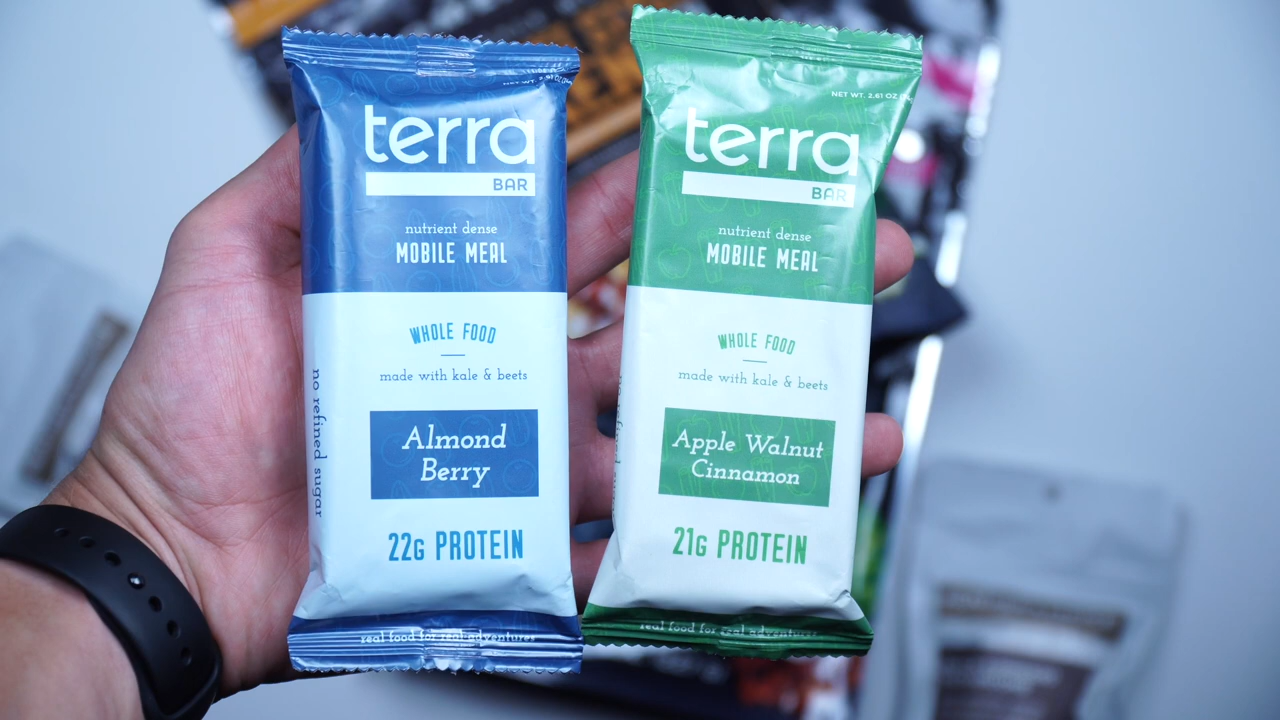 terra
BAR
nutrient dense
MOBILE MEAL
WHOLE FOOD
made with kale & beets
Almond
Berry
22G PROTEIN
real food for real adventures
no refined sugar
NET WT. 2.61 OZ
terra
BAR
nutrient dense
MOBILE MEAL
WHOLE FOOD
made with kale & beets
Apple Walnut
Cinnamon
21G PROTEIN
real food for real adventures